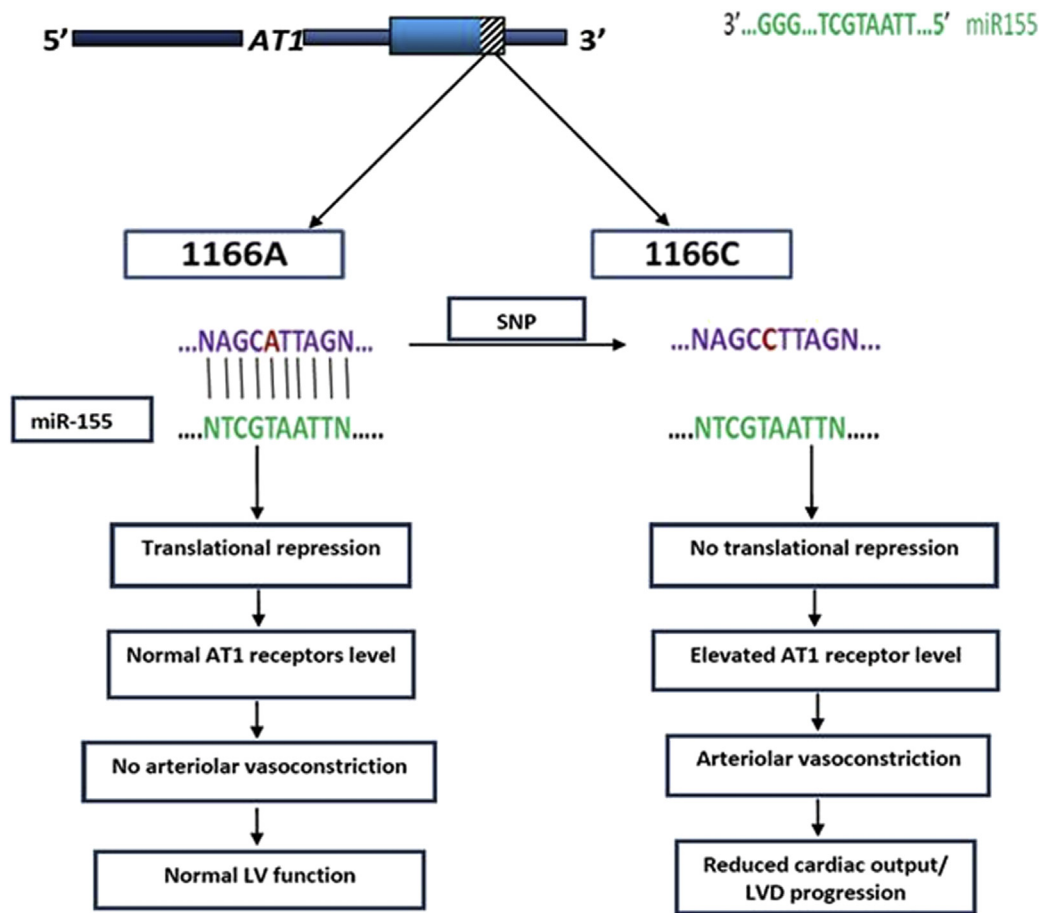 5’ AT1 3’
3’...GGG...TCGTAATT...5’ miR155
1166A
1166C
SNP
...NAGCATTAGN...
...NAGCCTTAGN...
miR-155
....NTCGTAATTN.....
....NTCGTAATTN.....
Translational repression
No translational repression
Normal AT1 receptors level
Elevated AT1 receptor level
No arteriolar vasoconstriction
Arteriolar vasoconstriction
Normal LV function
Reduced cardiac output/
LVD progression